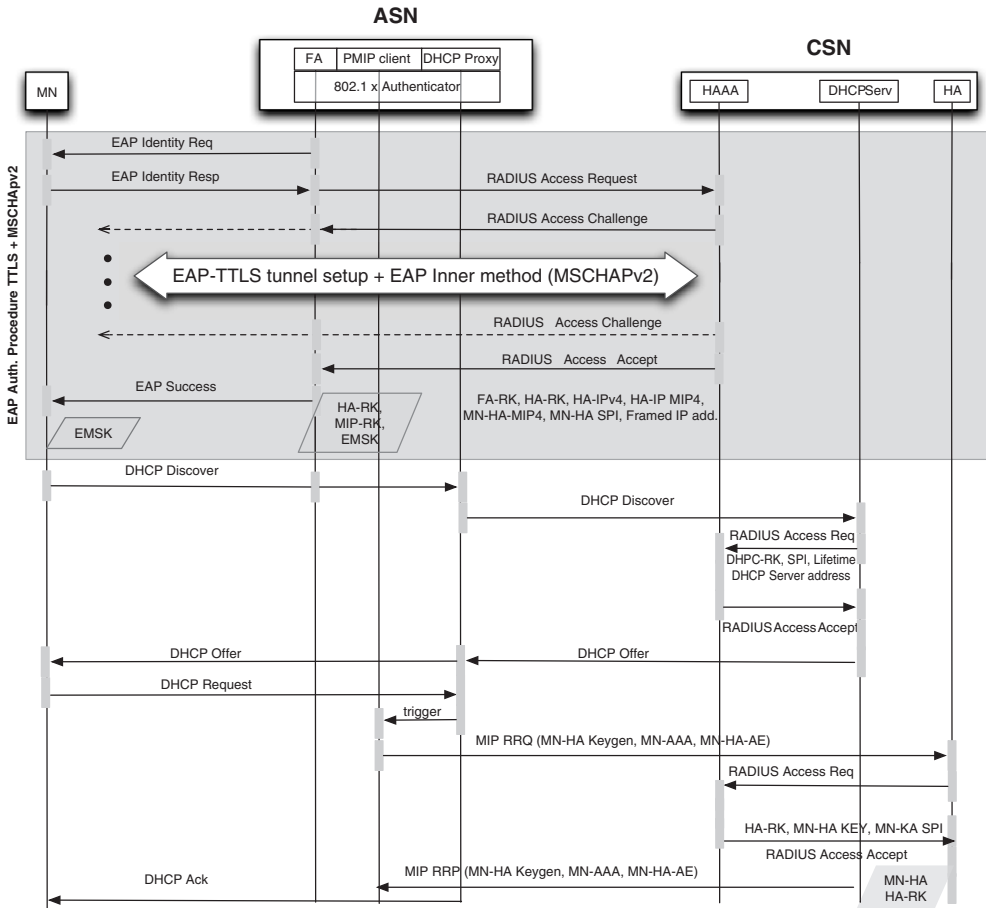 ASN
CSN
FA PMIP client DHCP Proxy
802.1 x Authenticator
MN
HAAA DHCPServ HA
EAP Auth. Procedure TTLS + MSCHApv2
EAP Identity Req
EAP Identity Resp
RADIUS Access Request
RADIUS Access Challenge
EAP-TTLS tunnel setup + EAP Inner method (MSCHAPv2)
RADIUS Access Challenge
RADIUS Access Accept
EAP Success
FA-RK, HA-RK, HA-IPv4, HA-IP MIP4,
MN-HA-MIP4, MN-HA SPI, Framed IP add.
HA-RK,
MIP-RK,
EMSK
EMSK
DHCP Discover
DHCP Discover
RADIUS Access Req
DHPC-RK, SPI, Lifetime
DHCP Server address
RADIUS Access Accept
DHCP Offer
DHCP Offer
DHCP Request
trigger
MIP RRQ (MN-HA Keygen, MN-AAA, MN-HA-AE)
RADIUS Access Req
HA-RK, MN-HA KEY, MN-KA SPI
RADIUS Access Accept
MIP RRP (MN-HA Keygen, MN-AAA, MN-HA-AE)
DHCP Ack
MN-HA
HA-RK